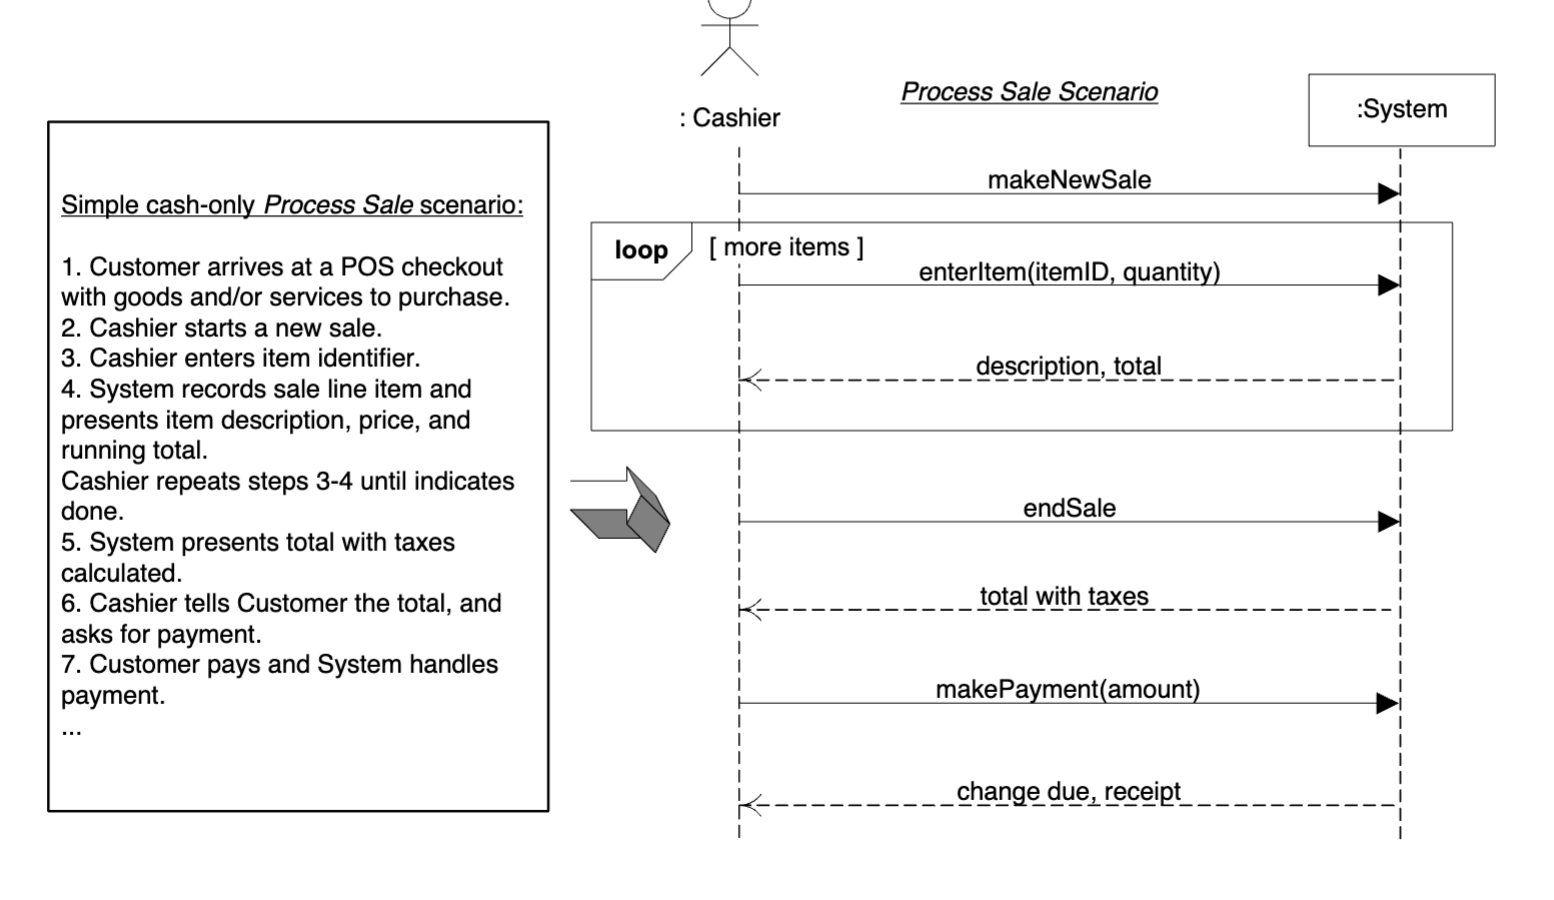 Process Sale Scenario
: Cashier
:System
makeNewSale
loop
[ more items ]
enterItem(itemID, quantity)
description, total
endSale
total with taxes
makePayment(amount)
change due, receipt
Simple cash-only Process Sale scenario:
1. Customer arrives at a POS checkout
with goods and/or services to purchase.
2. Cashier starts a new sale.
3. Cashier enters item identifier.
4. System records sale line item and
presents item description, price, and
running total.
Cashier repeats steps 3-4 until indicates
done.
5. System presents total with taxes
calculated.
6. Cashier tells Customer the total, and
asks for payment.
7. Customer pays and System handles
payment.
...